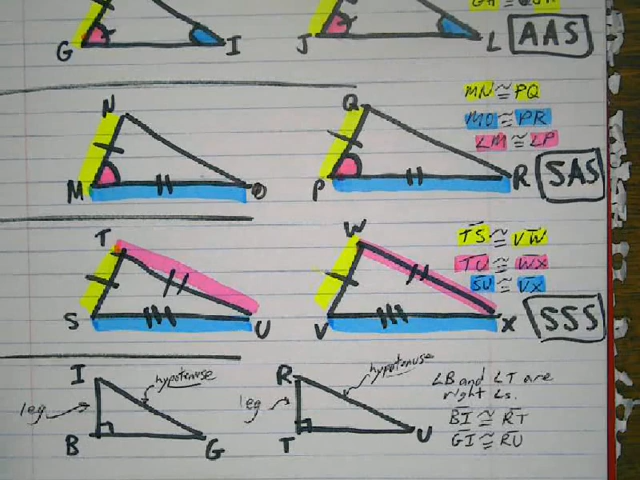 G
I
J
L
AAS
N
M
O
Q
P
R
MN ≅ PQ
MO ≅ PR
∠M ≅ ∠P
SAS
T
S
U
W
V
X
TS ≅ VW
TU ≅ WX
SU ≅ VX
SSS
I
hypotenuse
leg
B
G
R
hypotenuse
leg
T
U
∠B and ∠T are
right ∠s.
BI ≅ RT
GI ≅ RU